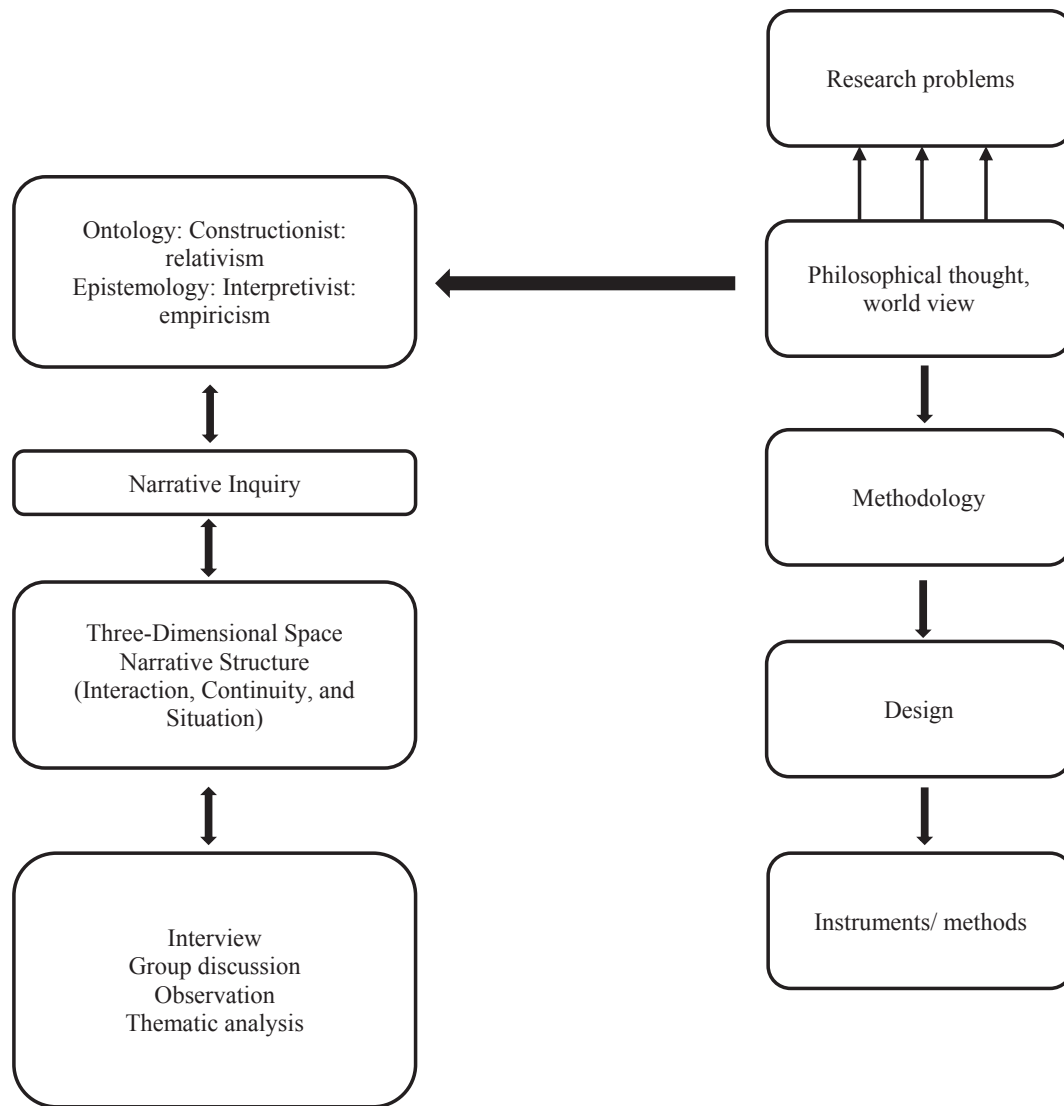 Research problems
Philosophical thought,
world view
Methodology
Design
Instruments/ methods
Ontology: Constructionist:
relativism
Epistemology: Interpretivist:
empiricism
Narrative Inquiry
Three-Dimensional Space
Narrative Structure
(Interaction, Continuity, and
Situation)
Interview
Group discussion
Observation
Thematic analysis